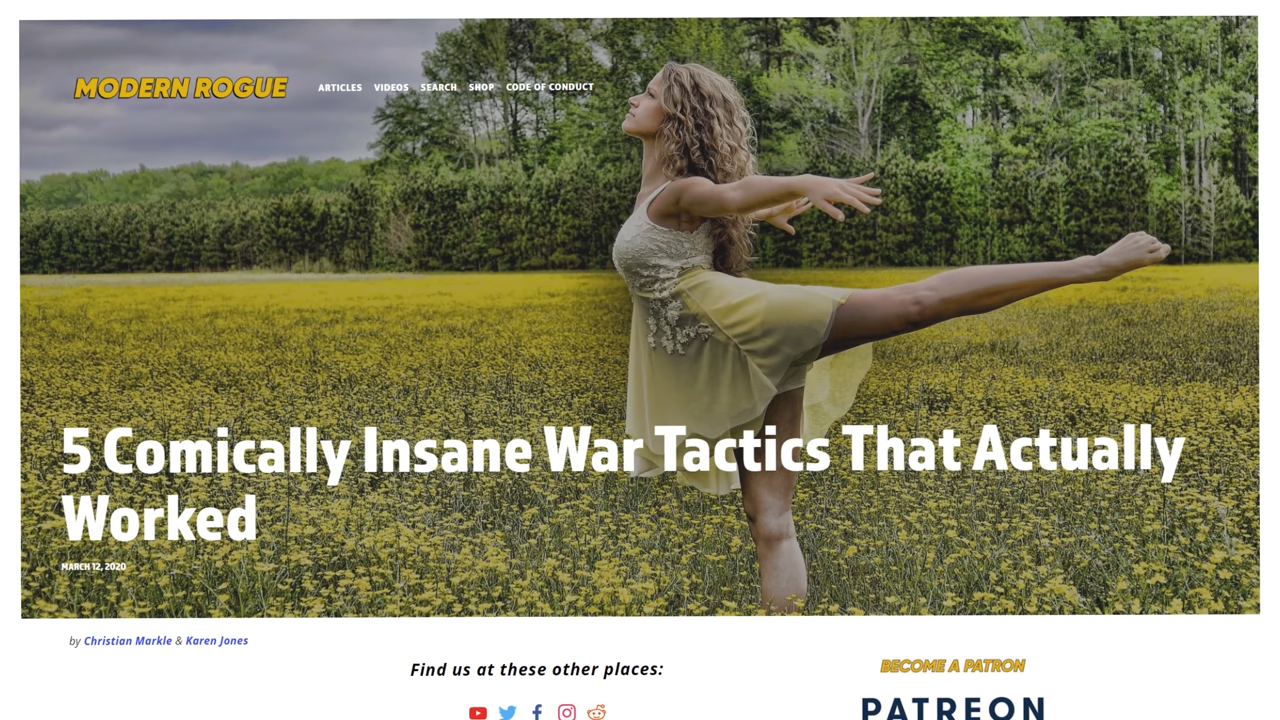 MODERN ROGUE
ARTICLES VIDEOS SEARCH SHOP CODE OF CONDUCT
5 Comically Insane War Tactics That Actually
Worked
MARCH 12, 2020
by Christian Markle & Karen Jones
Find us at these other places:
BECOME A PATRON
PATREON